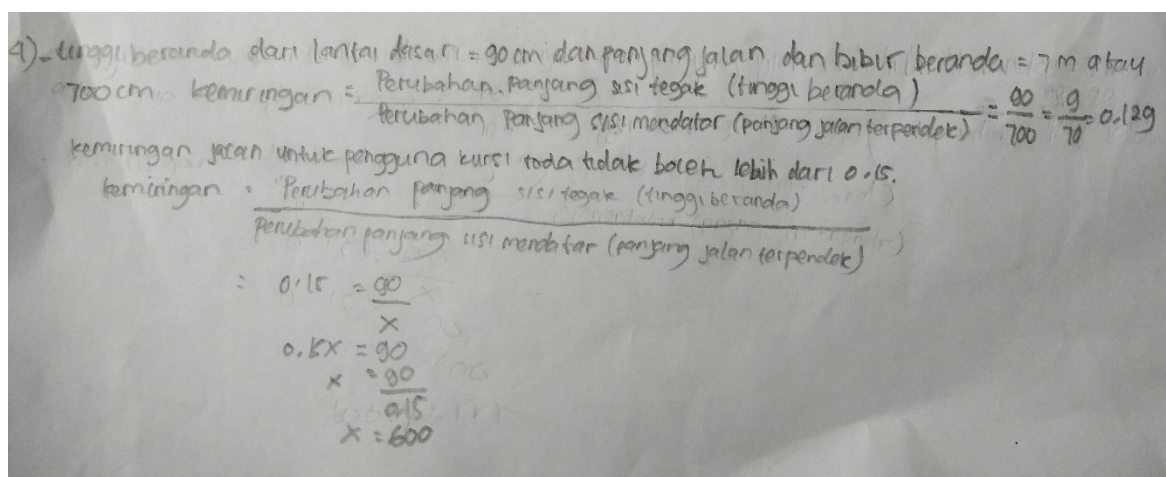 4) - tinggi beranda dari lantai dasar = 90 cm dan panjang jalan dan bibir beranda = 7 m atau
700 cm kemiringan = Perubahan panjang sisi tegak (tinggi beranda) / Perubahan panjang sisi mendatar (panjang jalan terpendek) = 90/700 = 9/70 = 0.129
kemiringan jalan untuk pengguna kursi roda tidak boleh lebih dari 0.15.
kemiringan = Perubahan panjang sisi tegak (tinggi beranda)
Perubahan panjang sisi mendatar (panjang jalan terpendek)
= 0.15 = 90
x
0.15x = 90
x = 90
0.15
x = 600